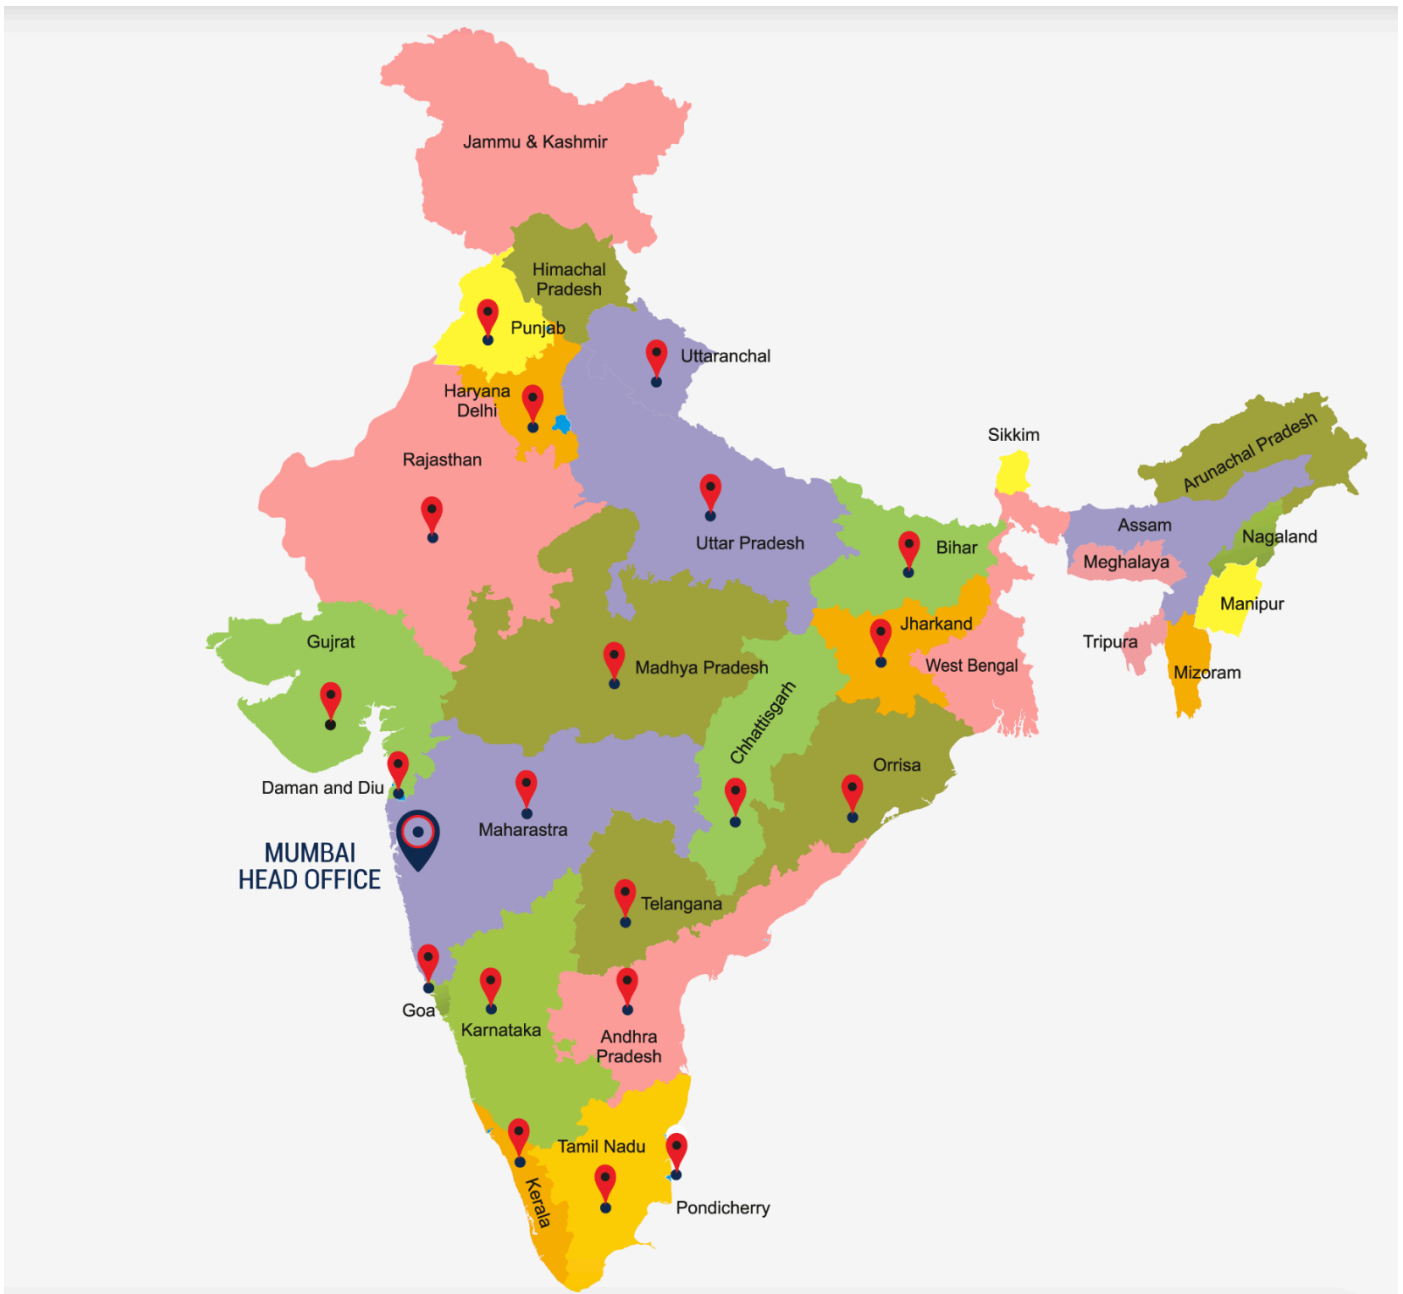 Jammu & Kashmir
Himachal
Pradesh
Punjab
Uttaranchal
Haryana
Delhi
Rajasthan
Sikkim
Arunachal Pradesh
Assam
Nagaland
Meghalaya
Manipur
Tripura
Mizoram
Uttar Pradesh
Bihar
Jharkand
West Bengal
Gujrat
Madhya Pradesh
Chhattisgarh
Orrisa
Daman and Diu
Maharastra
MUMBAI
HEAD OFFICE
Telangana
Goa
Karnataka
Andhra
Pradesh
Tamil Nadu
Kerala
Pondicherry